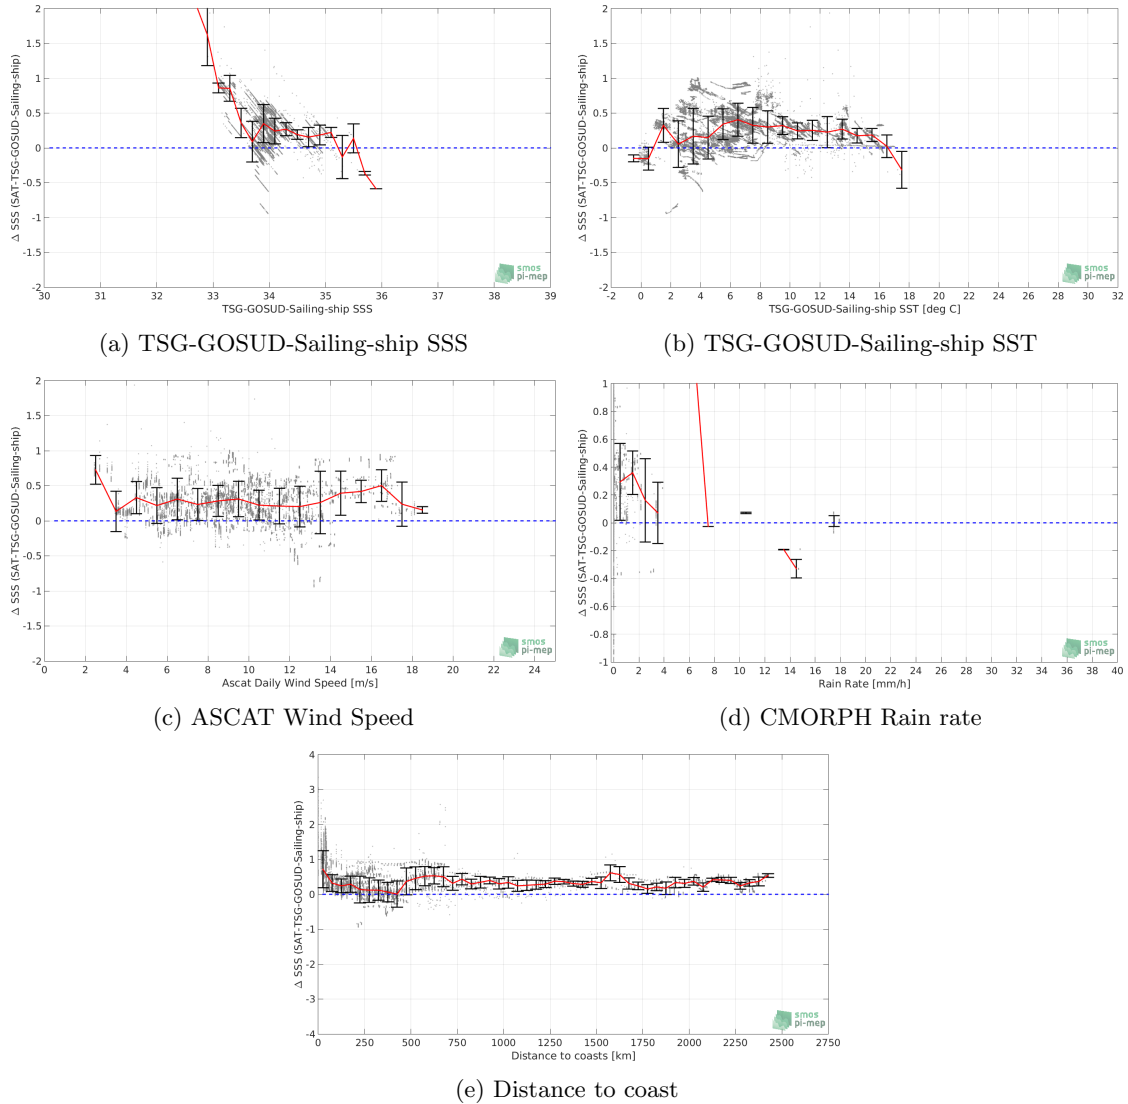 2
1.5
1
0.5
0
-0.5
-1
-1.5
-2
Δ SSS (SAT-TSG-GOSUD-Sailing-ship)
30 31 32 33 34 35 36 37 38 39
TSG-GOSUD-Sailing-ship SSS
smos
pi-mep
(a) TSG-GOSUD-Sailing-ship SSS
2
1.5
1
0.5
0
-0.5
-1
-1.5
-2
Δ SSS (SAT-TSG-GOSUD-Sailing-ship)
-2 0 2 4 6 8 10 12 14 16 18 20 22 24 26 28 30 32
TSG-GOSUD-Sailing-ship SST [deg C]
smos
pi-mep
(b) TSG-GOSUD-Sailing-ship SST
2
1.5
1
0.5
0
-0.5
-1
-1.5
-2
Δ SSS (SAT-TSG-GOSUD-Sailing-ship)
0 2 4 6 8 10 12 14 16 18 20 22 24
Ascat Daily Wind Speed [m/s]
smos
pi-mep
(c) ASCAT Wind Speed
1
0.8
0.6
0.4
0.2
0
-0.2
-0.4
-0.6
-0.8
-1
Δ SSS (SAT-TSG-GOSUD-Sailing-ship)
0 2 4 6 8 10 12 14 16 18 20 22 24 26 28 30 32 34 36 38 40
Rain Rate [mm/h]
smos
pi-mep
(d) CMORPH Rain rate
4
3
2
1
0
-1
-2
-3
-4
Δ SSS (SAT-TSG-GOSUD-Sailing-ship)
0 250 500 750 1000 1250 1500 1750 2000 2250 2500 2750
Distance to coasts [km]
smos
pi-mep
(e) Distance to coast